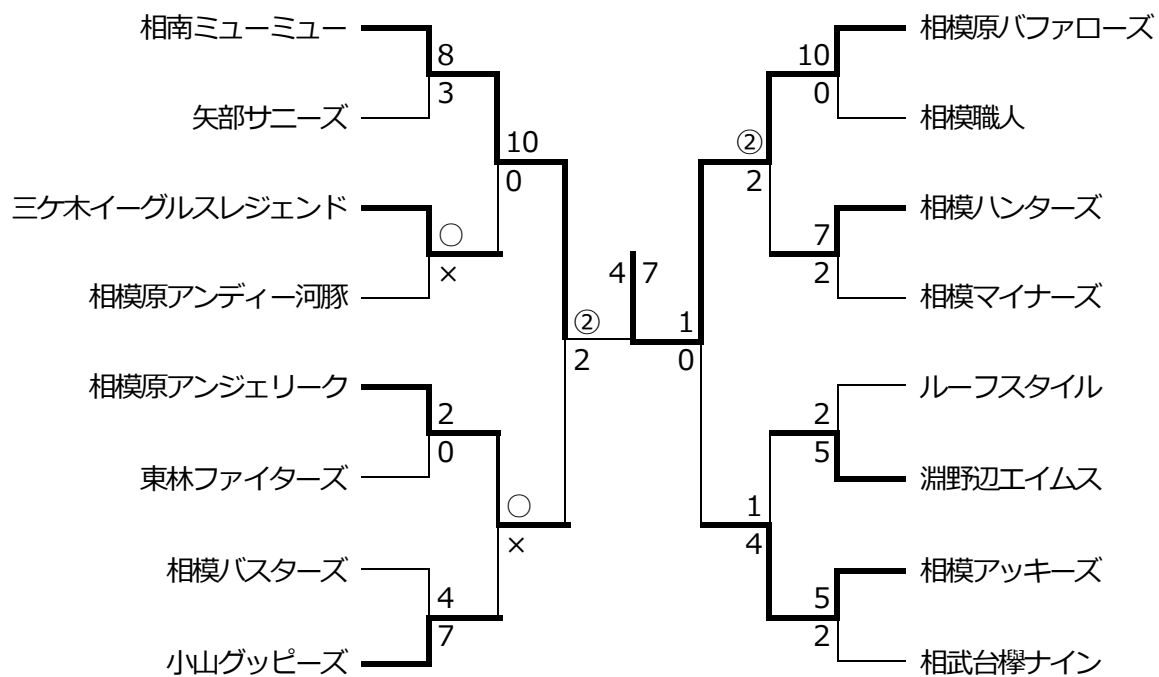 相南ミューミュー
8
3
矢部サニーズ
10
0
三ケ木イーグルスレジェンド
○
×
相模原アンディー河豚
②
2
相模原アンジェリーク
2
0
東林ファイターズ
○
×
相模バスターズ
4
7
小山グッピーズ
4 7
相模原バファローズ
10
0
相模職人
②
2
相模ハンターズ
7
2
相模マイナーズ
1
0
ルーフスタイル
2
5
淵野辺エイムス
1
4
相模アッキーズ
5
2
相武台欅ナイン